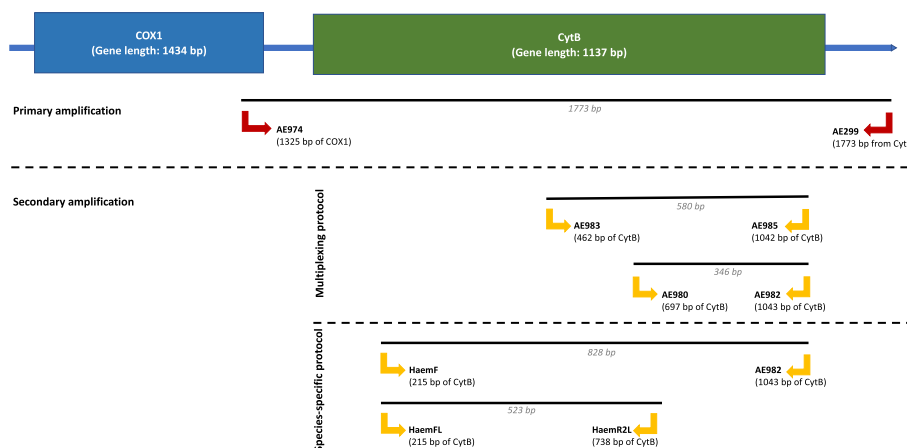 COX1
(Gene length: 1434 bp)
CytB
(Gene length: 1137 bp)
Primary amplification
1773 bp
AE974
(1325 bp of COX1)
AE299
(1773 bp from Cyt
Secondary amplification
Multiplexing protocol
580 bp
AE983
(462 bp of CytB)
AE985
(1042 bp of CytB)
346 bp
AE980
(697 bp of CytB)
AE982
(1043 bp of CytB)
Species-specific protocol
828 bp
HaemF
(215 bp of CytB)
AE982
(1043 bp of CytB)
523 bp
HaemFL
(215 bp of CytB)
HaemR2L
(738 bp of CytB)